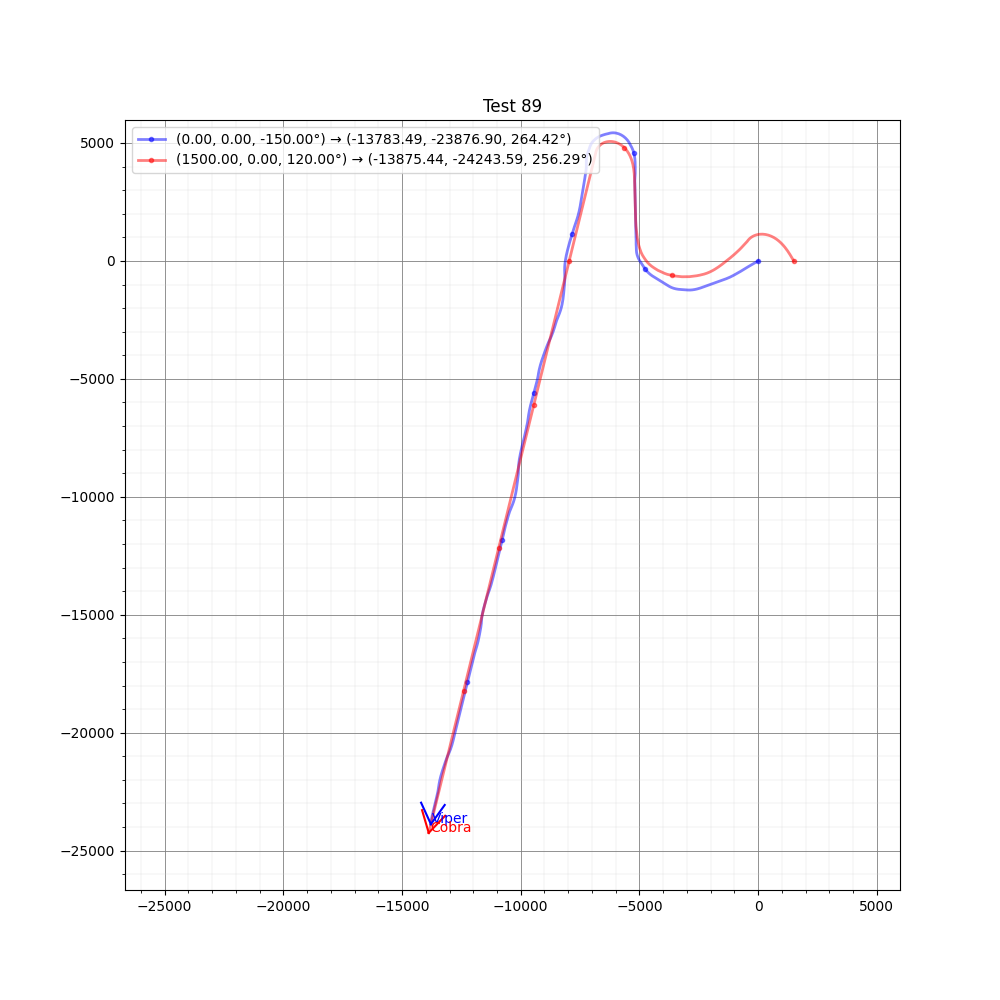 Test 89
(0.00, 0.00, -150.00°) → (-13783.49, -23876.90, 264.42°)
(1500.00, 0.00, 120.00°) → (-13875.44, -24243.59, 256.29°)
5000
0
−5000
−10000
−15000
−20000
−25000
Viper
Cobra
−25000 −20000 −15000 −10000 −5000 0 5000